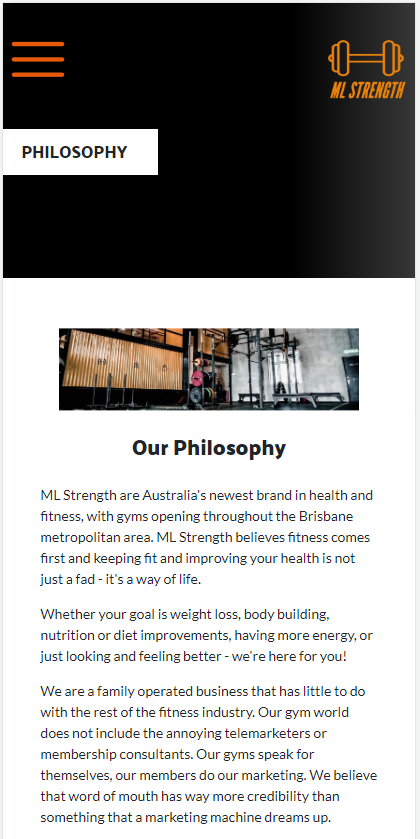 ML STRENGTH
PHILOSOPHY
Our Philosophy
ML Strength are Australia's newest brand in health and
fitness, with gyms opening throughout the Brisbane
metropolitan area. ML Strength believes fitness comes
first and keeping fit and improving your health is not
just a fad - it's a way of life.
Whether your goal is weight loss, body building,
nutrition or diet improvements, having more energy, or
just looking and feeling better - we're here for you!
We are a family operated business that has little to do
with the rest of the fitness industry. Our gym world
does not include the annoying telemarketers or
membership consultants. Our gyms speak for
themselves, our members do our marketing. We believe
that word of mouth has way more credibility than
something that a marketing machine dreams up.